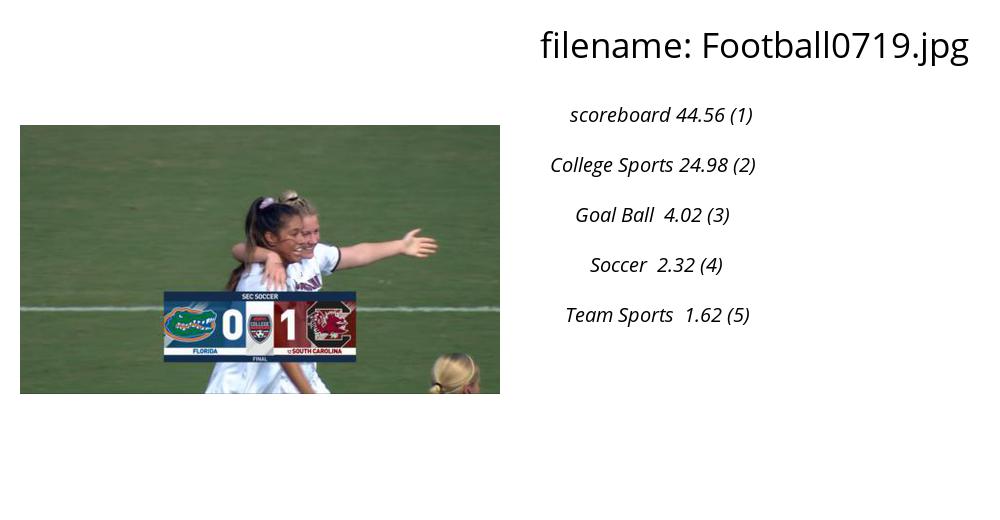 filename: Football0719.jpg
scoreboard 44.56 (1)
College Sports 24.98 (2)
Goal Ball 4.02 (3)
Soccer 2.32 (4)
Team Sports 1.62 (5)
SEC SOCCER
0 COLLEGE 1
FLORIDA
SOUTH CAROLINA
FINAL